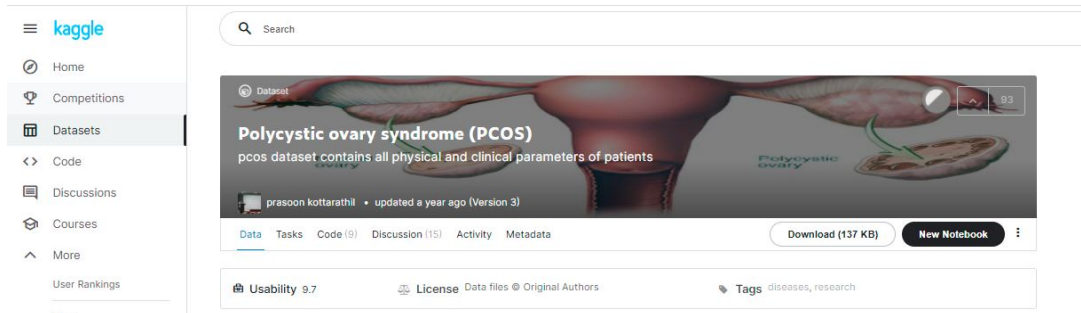 kaggle
Search
Home
Competitions
Datasets
Code
Discussions
Courses
More
User Rankings
Dataset
93
Polycystic ovary syndrome (PCOS)
pcos dataset contains all physical and clinical parameters of patients
ovary
Polycystic
ovary
prasoon kottarathil • updated a year ago (Version 3)
Data Tasks Code (9) Discussion (15) Activity Metadata
Download (137 KB) New Notebook
Usability 9.7 License Data files © Original Authors Tags diseases, research